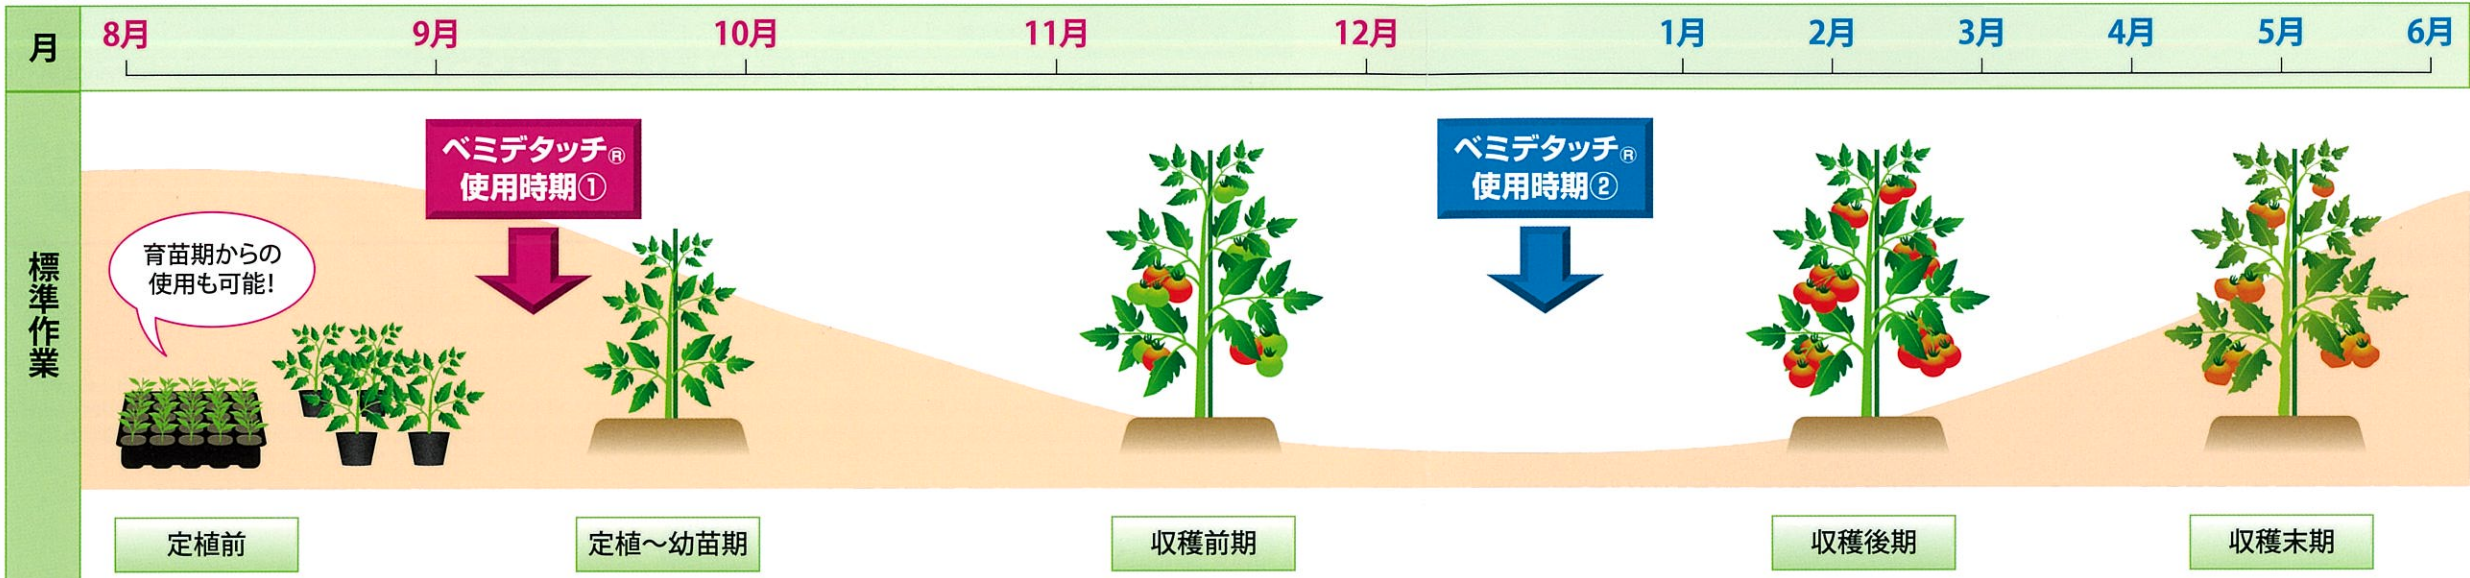 月
8月 9月 10月 11月 12月 1月 2月 3月 4月 5月 6月
標準作業
ベミデタッチ®
使用時期①
ベミデタッチ®
使用時期②
育苗期からの
使用も可能!
定植前
定植～幼苗期
収穫前期
収穫後期
収穫末期